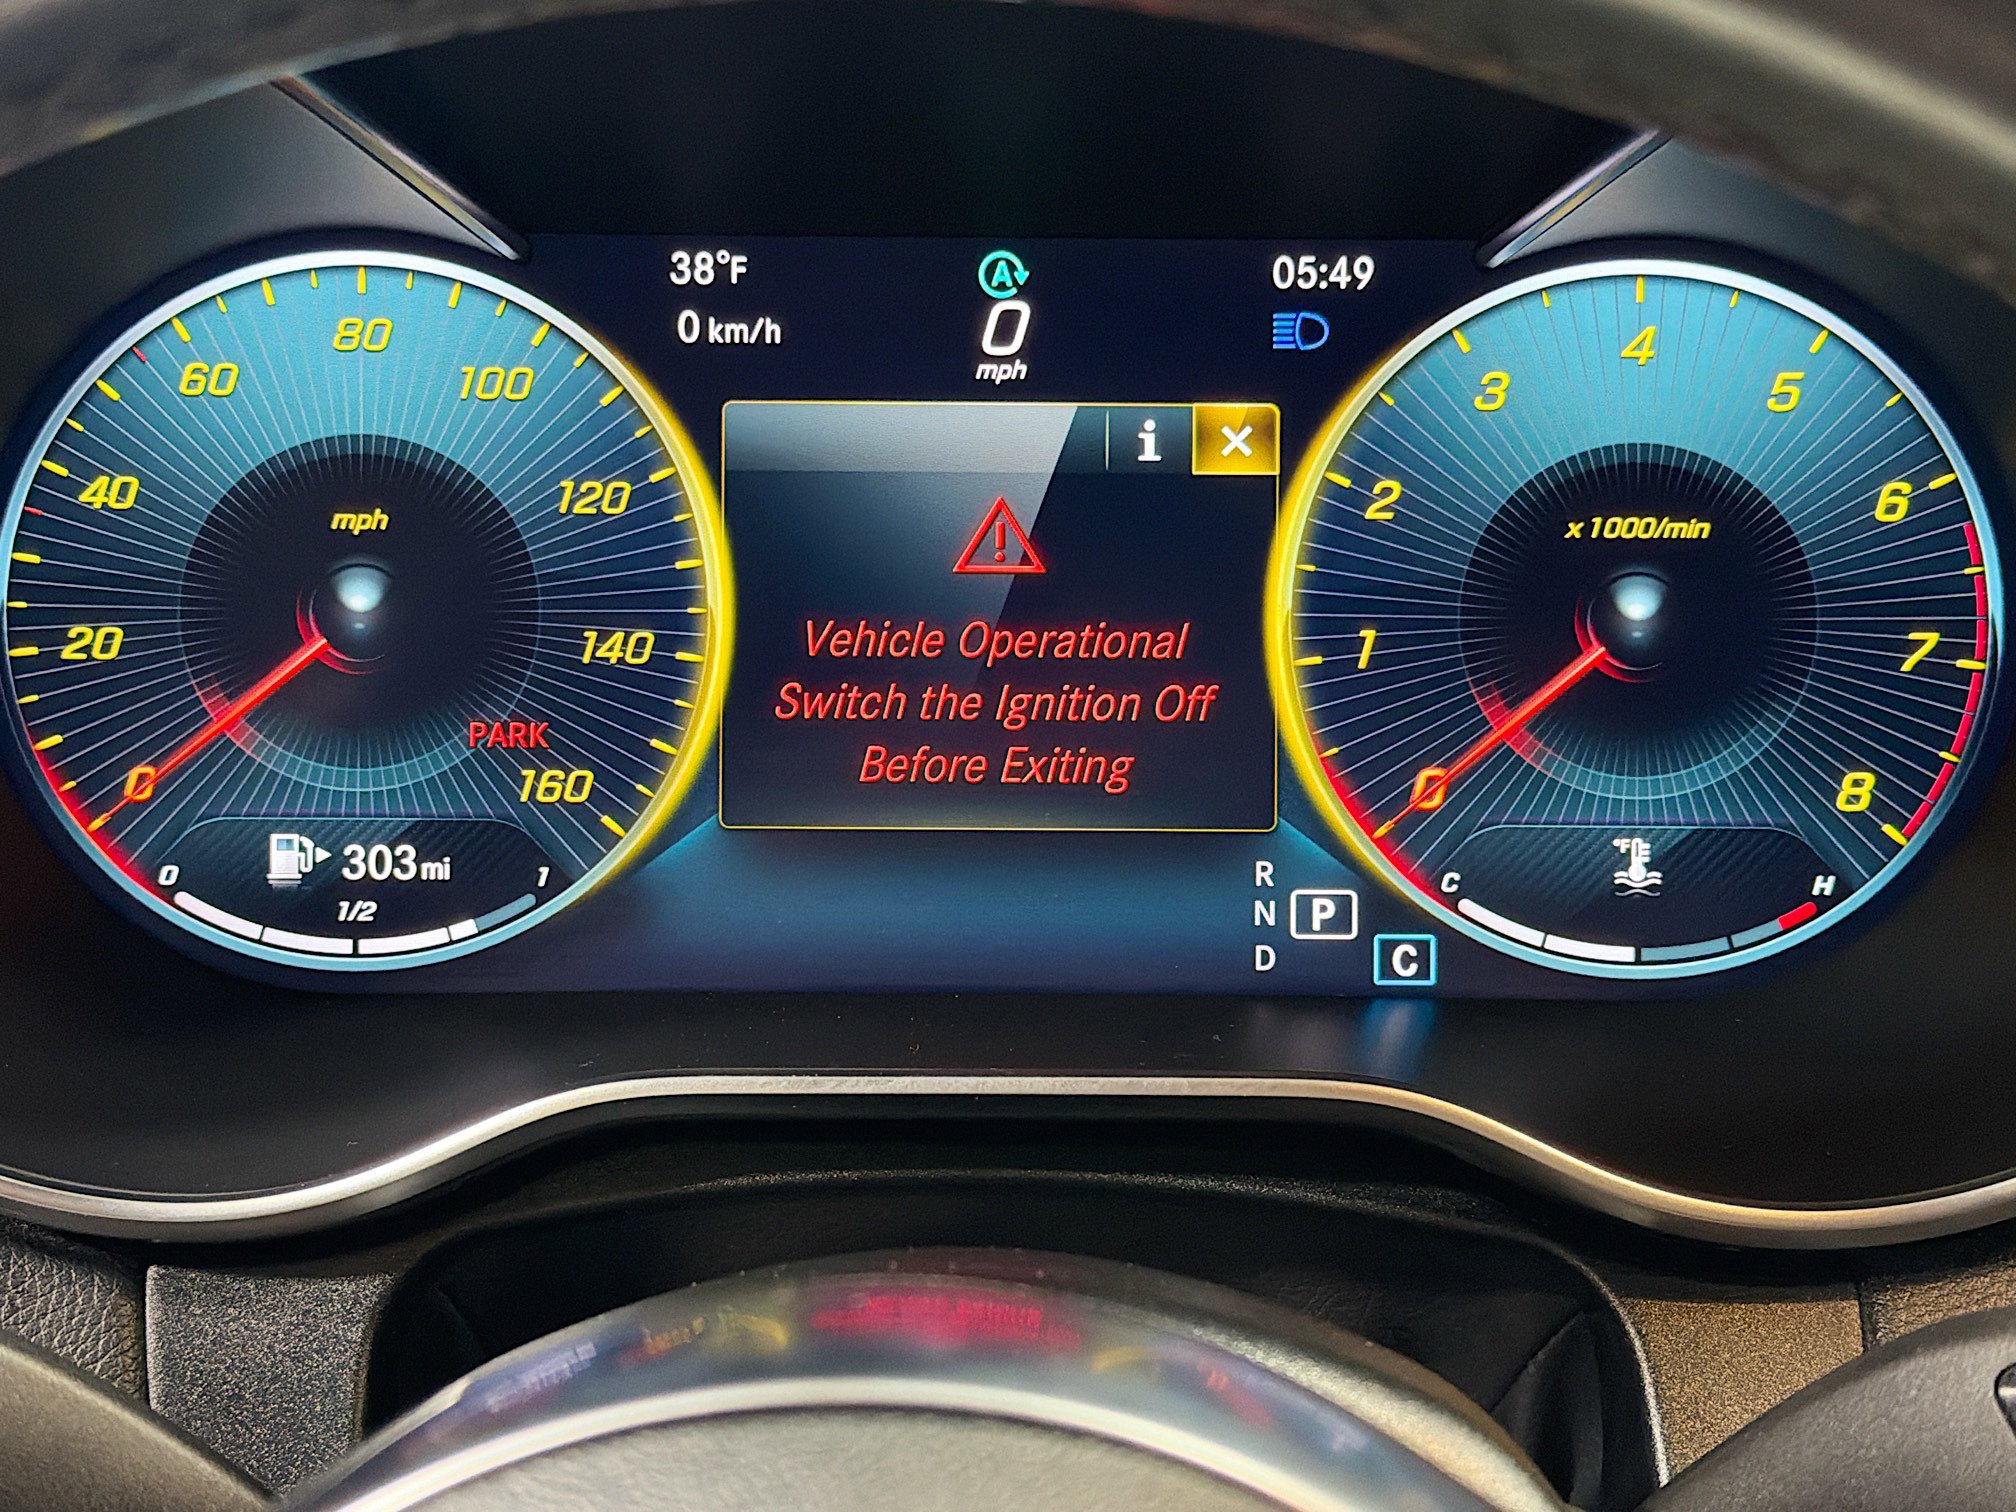 38°F
05:49
0 km/h
0
mph
i
80
60
100
40
120
mph
20
140
PARK
0
160
303 mi
0
1
1/2
Vehicle Operational
Switch the Ignition Off
Before Exiting
4
3
5
2
6
x 1000/min
1
7
0
8
°F
C
H
R
N
P
D
C
A